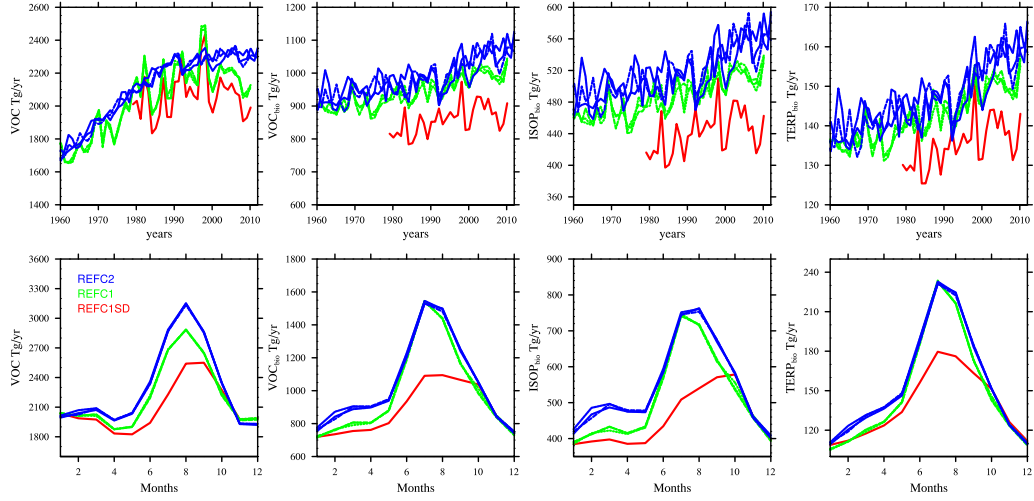 2600
2400
2200
2000
1800
1600
1400
VOC Tg/yr
1960 1970 1980 1990 2000 2010
years
1200
1100
1000
900
800
700
600
VOCbio Tg/yr
1960 1970 1980 1990 2000 2010
years
600
560
520
480
440
400
360
ISOPbio Tg/yr
1960 1970 1980 1990 2000 2010
years
170
160
150
140
130
120
TERPbio Tg/yr
1960 1970 1980 1990 2000 2010
years
3600
3300
3000
2700
2400
2100
1800
VOC Tg/yr
REFC2
REFC1
REFC1SD
2 4 6 8 10 12
Months
1800
1600
1400
1200
1000
800
600
VOCbio Tg/yr
2 4 6 8 10 12
Months
900
800
700
600
500
400
ISOPbio Tg/yr
2 4 6 8 10 12
Months
240
210
180
150
120
TERPbio Tg/yr
2 4 6 8 10 12
Months